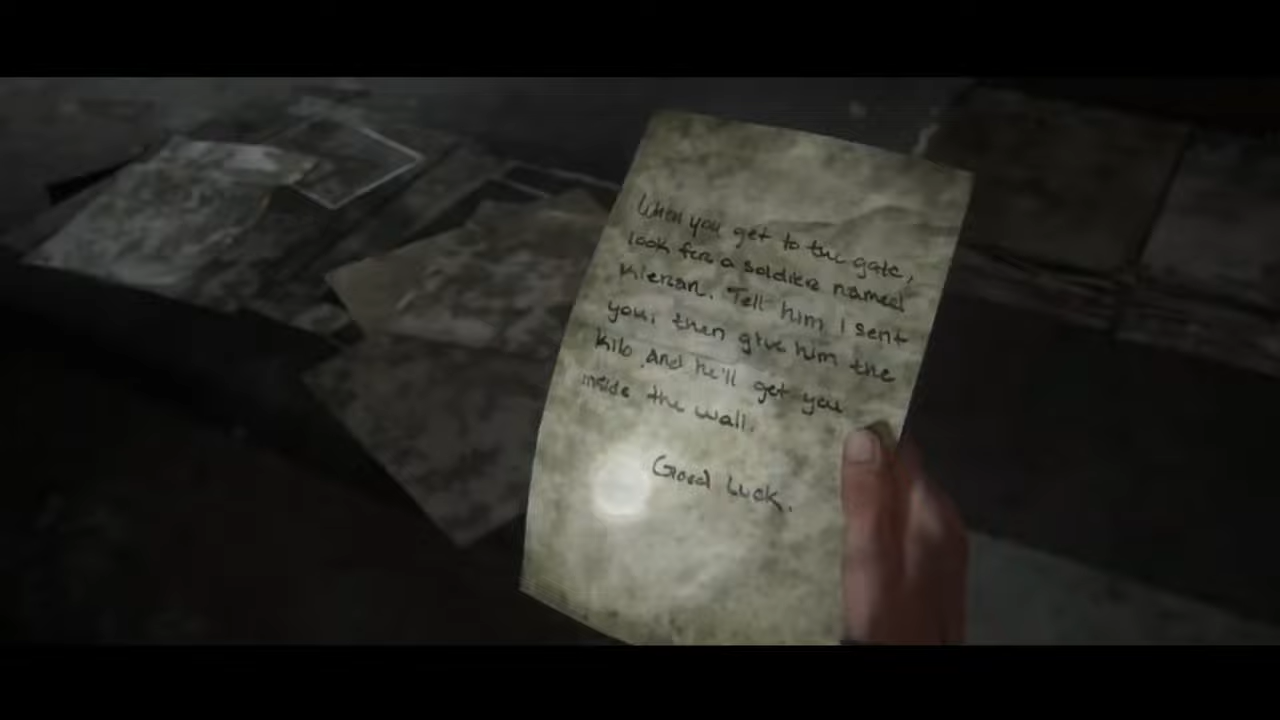 When you get to the gate,
look for a soldier named
Kiernan. Tell him I sent
you, then give him the
kilo and he'll get you
inside the wall.
Good Luck.